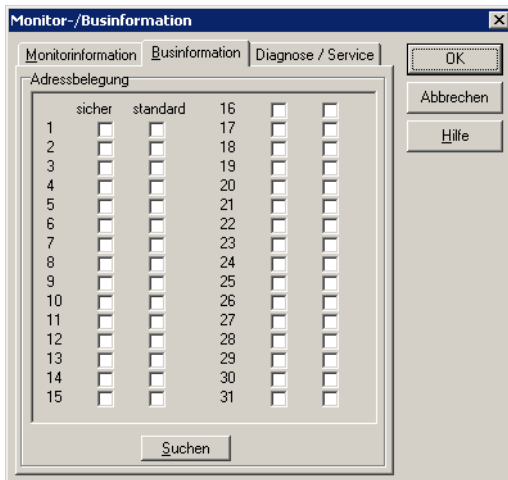 Monitor-/Businformation
Monitorinformation Businformation Diagnose / Service
OK
Abbrechen
Hilfe
Adressbelegung
sicher standard 16
1 17
2 18
3 19
4 20
5 21
6 22
7 23
8 24
9 25
10 26
11 27
12 28
13 29
14 30
15 31
Suchen